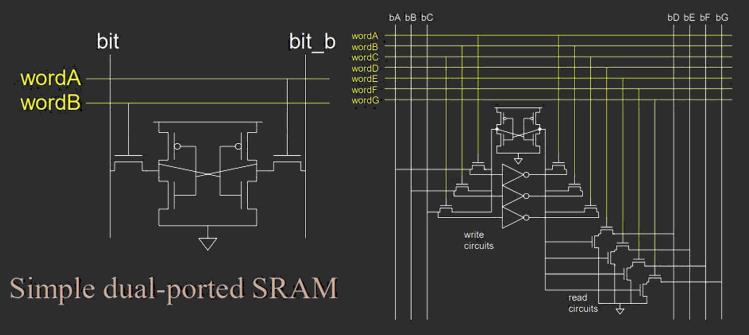 bit
bit_b
wordA
wordB
Simple dual-ported SRAM
bA bB bC
bD bE bF bG
wordA
wordB
wordC
wordD
wordE
wordF
wordG
write
circuits
read
circuits